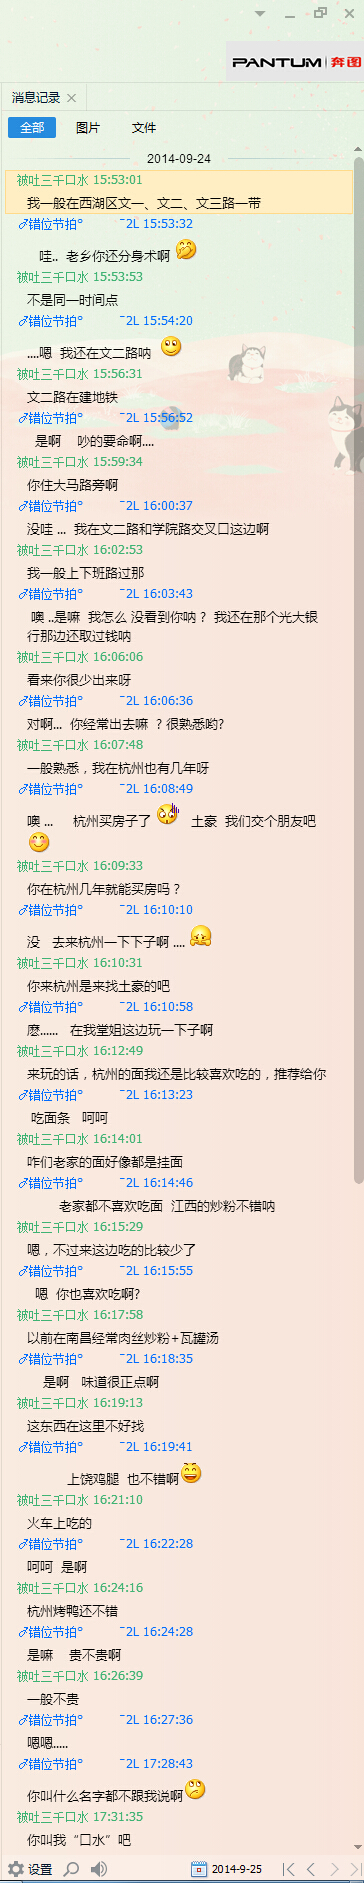 PANTUM 奔图
消息记录
全部 图片 文件
2014-09-24
被吐三千口水 15:53:01
我一般在西湖区文一、文二、文三路一带
♂错位节拍° ˉ2L 15:53:32
哇.. 老乡你还分身术啊
被吐三千口水 15:53:53
不是同一时间点
♂错位节拍° ˉ2L 15:54:20
....嗯 我还在文二路呐
被吐三千口水 15:56:31
文二路在建地铁
♂错位节拍° ˉ2L 15:56:52
是啊 吵的要命啊....
被吐三千口水 15:59:34
你住大马路旁啊
♂错位节拍° ˉ2L 16:00:37
没哇 ... 我在文二路和学院路交叉口这边啊
被吐三千口水 16:02:53
我一般上下班路过那
♂错位节拍° ˉ2L 16:03:43
噢 ..是嘛 我怎么 没看到你呐？ 我还在那个光大银
行那边还取过钱呐
被吐三千口水 16:06:06
看来你很少出来呀
♂错位节拍° ˉ2L 16:06:36
对啊... 你经常出去嘛 ？很熟悉哟?
被吐三千口水 16:07:48
一般熟悉，我在杭州也有几年呀
♂错位节拍° ˉ2L 16:08:49
噢 ... 杭州买房子了 土豪 我们交个朋友吧
被吐三千口水 16:09:33
你在杭州几年就能买房吗？
♂错位节拍° ˉ2L 16:10:10
没 去来杭州一下下子啊 ....
被吐三千口水 16:10:31
你来杭州是来找土豪的吧
♂错位节拍° ˉ2L 16:10:58
麽...... 在我堂姐这边玩一下子啊
被吐三千口水 16:12:49
来玩的话，杭州的面我还是比较喜欢吃的，推荐给你
♂错位节拍° ˉ2L 16:13:23
吃面条 呵呵
被吐三千口水 16:14:01
咋们老家的面好像都是挂面
♂错位节拍° ˉ2L 16:14:46
老家都不喜欢吃面 江西的炒粉不错呐
被吐三千口水 16:15:29
嗯，不过来这边吃的比较少了
♂错位节拍° ˉ2L 16:15:55
嗯 你也喜欢吃啊?
被吐三千口水 16:17:58
以前在南昌经常肉丝炒粉+瓦罐汤
♂错位节拍° ˉ2L 16:18:35
是啊 味道很正点啊
被吐三千口水 16:19:13
这东西在这里不好找
♂错位节拍° ˉ2L 16:19:41
上饶鸡腿 也不错啊
被吐三千口水 16:21:10
火车上吃的
♂错位节拍° ˉ2L 16:22:28
呵呵 是啊
被吐三千口水 16:24:16
杭州烤鸭还不错
♂错位节拍° ˉ2L 16:24:28
是嘛 贵不贵啊
被吐三千口水 16:26:39
一般不贵
♂错位节拍° ˉ2L 16:27:36
嗯嗯.....
♂错位节拍° ˉ2L 17:28:43
你叫什么名字都不跟我说啊
被吐三千口水 17:31:35
你叫我“口水”吧
设置 2014-9-25